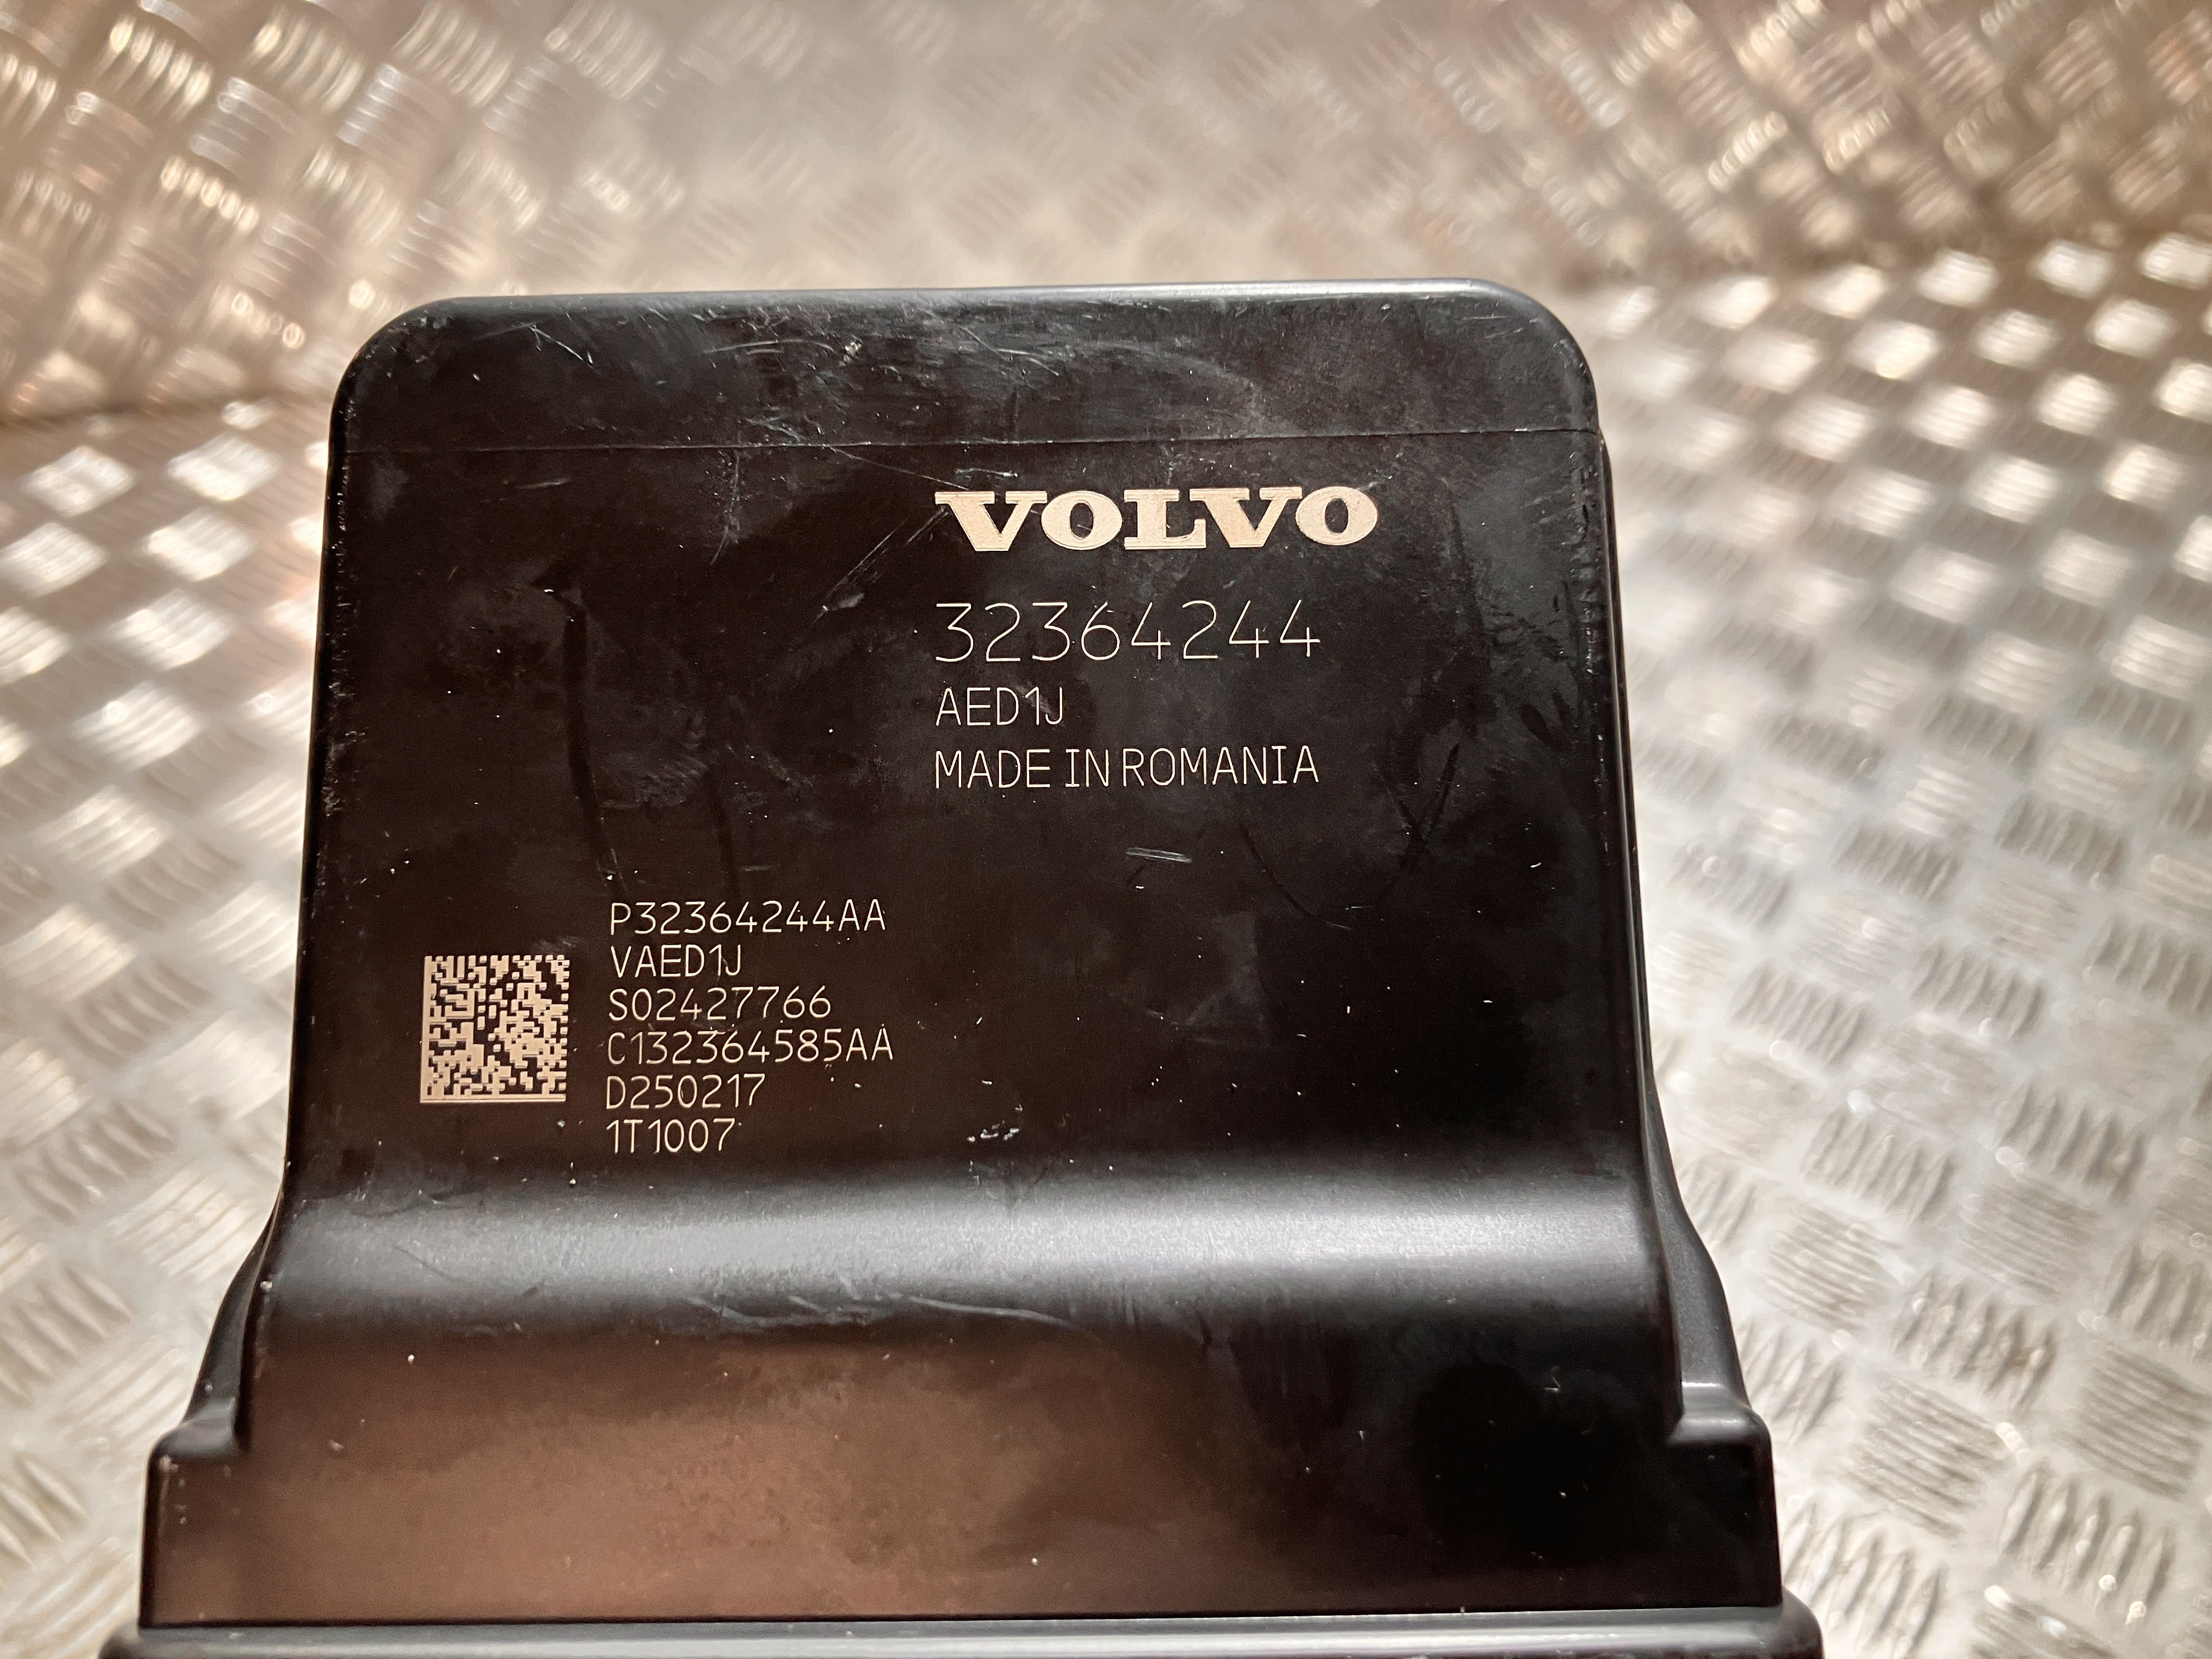 VOLVO
32364244
AED1J
MADE IN ROMANIA
P32364244AA
VAED1J
S02427766
C132364585AA
D250217
1T1007